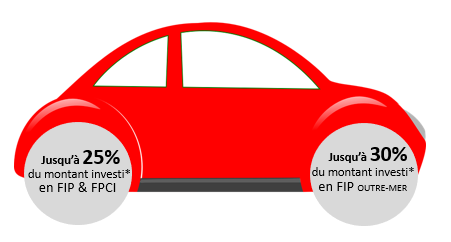 Jusqu'à 25%
du montant investi*
en FIP & FPCI
Jusqu'à 30%
du montant investi*
en FIP OUTRE-MER